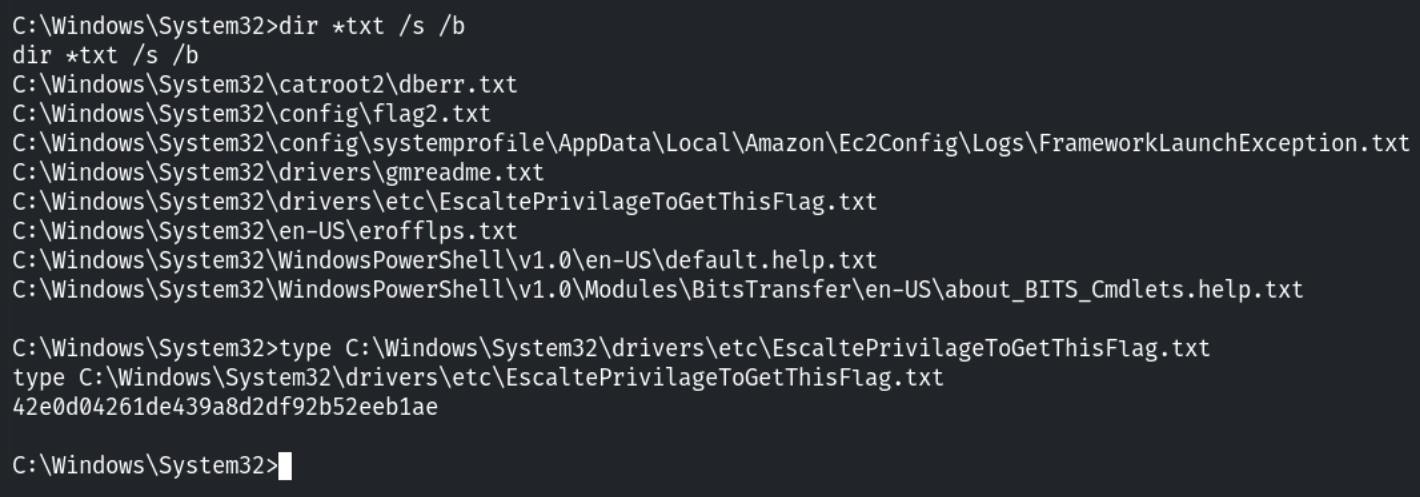 C:\Windows\System32>dir *txt /s /b
dir *txt /s /b
C:\Windows\System32\catroot2\dberr.txt
C:\Windows\System32\config\flag2.txt
C:\Windows\System32\config\systemprofile\AppData\Local\Amazon\Ec2Config\Logs\FrameworkLaunchException.txt
C:\Windows\System32\drivers\gmreadme.txt
C:\Windows\System32\drivers\etc\EscaltePrivilageToGetThisFlag.txt
C:\Windows\System32\en-US\erofflps.txt
C:\Windows\System32\WindowsPowerShell\v1.0\en-US\default.help.txt
C:\Windows\System32\WindowsPowerShell\v1.0\Modules\BitsTransfer\en-US\about_BITS_Cmdlets.help.txt
C:\Windows\System32>type C:\Windows\System32\drivers\etc\EscaltePrivilageToGetThisFlag.txt
type C:\Windows\System32\drivers\etc\EscaltePrivilageToGetThisFlag.txt
42e0d04261de439a8d2df92b52eeb1ae
C:\Windows\System32>